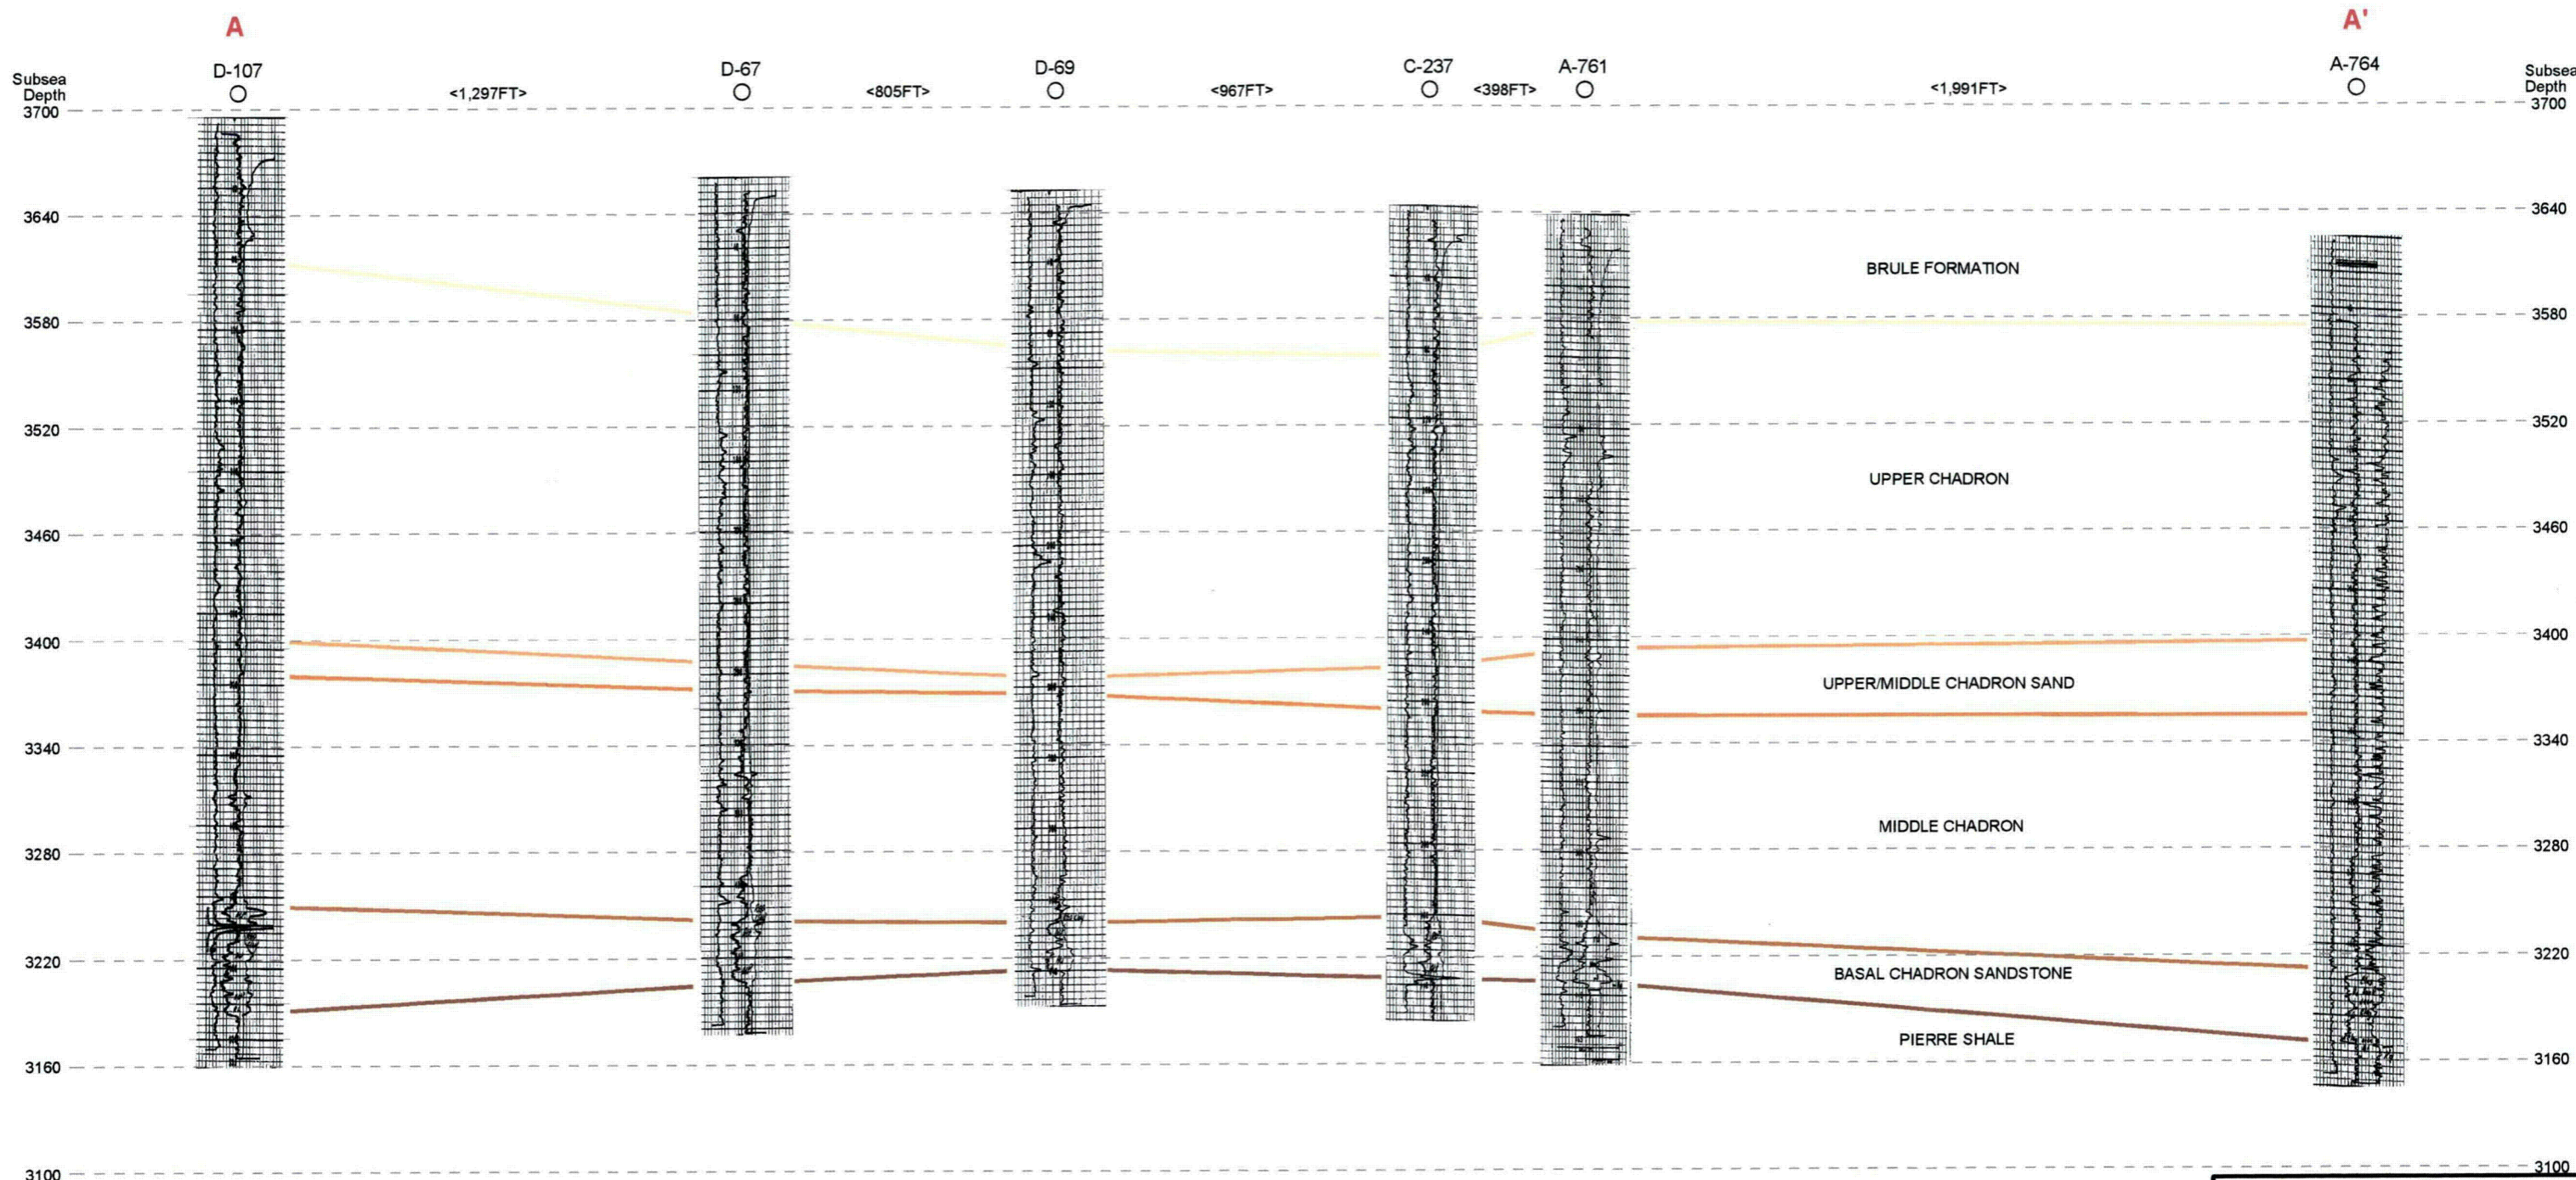 A A'
D-107 D-67 D-69 C-237 A-761 A-764
Subsea Subsea
Depth <1,297FT> <805FT> <967FT> <398FT> <1,991FT> Depth
3700 3700
3640 3640
BRULE FORMATION
3580 3580
3520 3520
UPPER CHADRON
3460 3460
3400 3400
UPPER/MIDDLE CHADRON SAND
3340 3340
MIDDLE CHADRON
3280 3280
3220 3220
BASAL CHADRON SANDSTONE
PIERRE SHALE
3160 3160
3100 3100